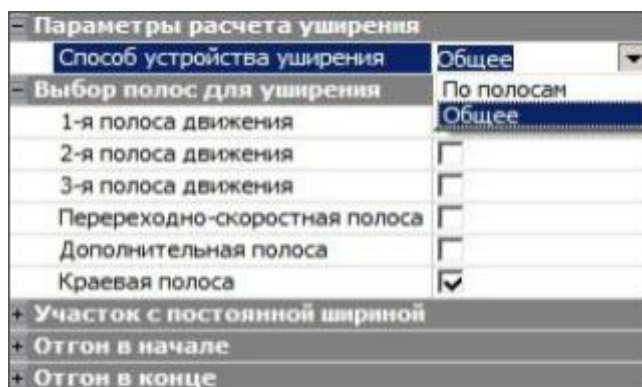 Параметры расчета уширения
Способ устройства уширения Общее
Выбор полос для уширения По полосам
1-я полоса движения Общее
2-я полоса движения
3-я полоса движения
Перереходно-скоростная полоса
Дополнительная полоса
Краевая полоса
Участок с постоянной шириной
Отгон в начале
Отгон в конце